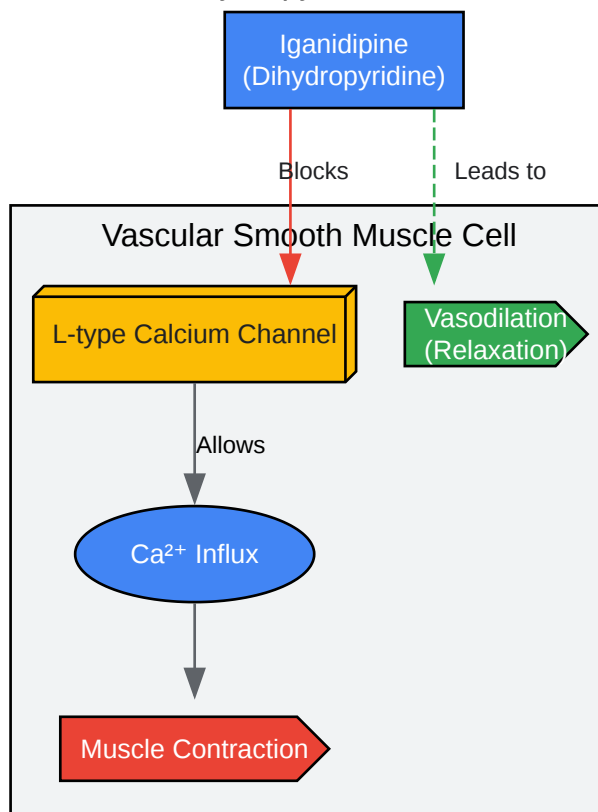 Iganidipine
(Dihydropyridine)
Blocks
Leads to
Vascular Smooth Muscle Cell
L-type Calcium Channel
Vasodilation
(Relaxation)
Allows
Ca²⁺ Influx
Muscle Contraction